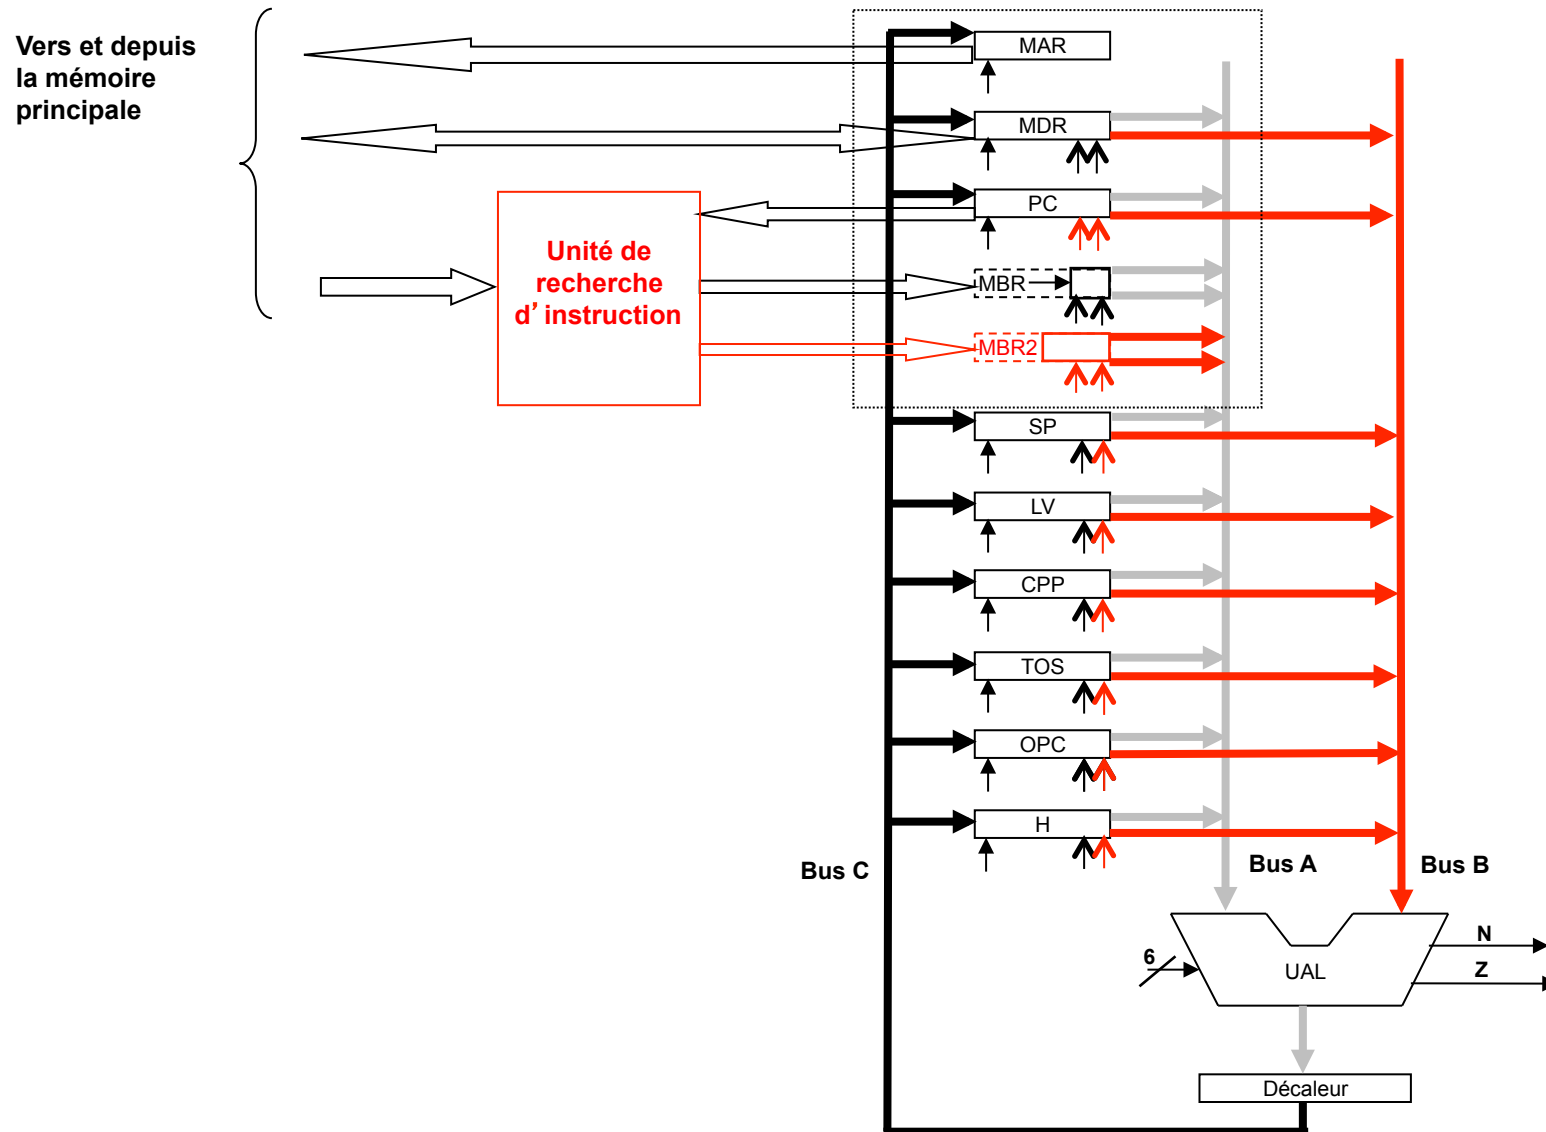 Vers et depuis
la mémoire
principale
MAR
MDR
PC
Unité de
recherche
d’ instruction
MBR
MBR2
SP
LV
CPP
TOS
OPC
H
Bus C
Bus A
Bus B
6
UAL
N
Z
Décaleur